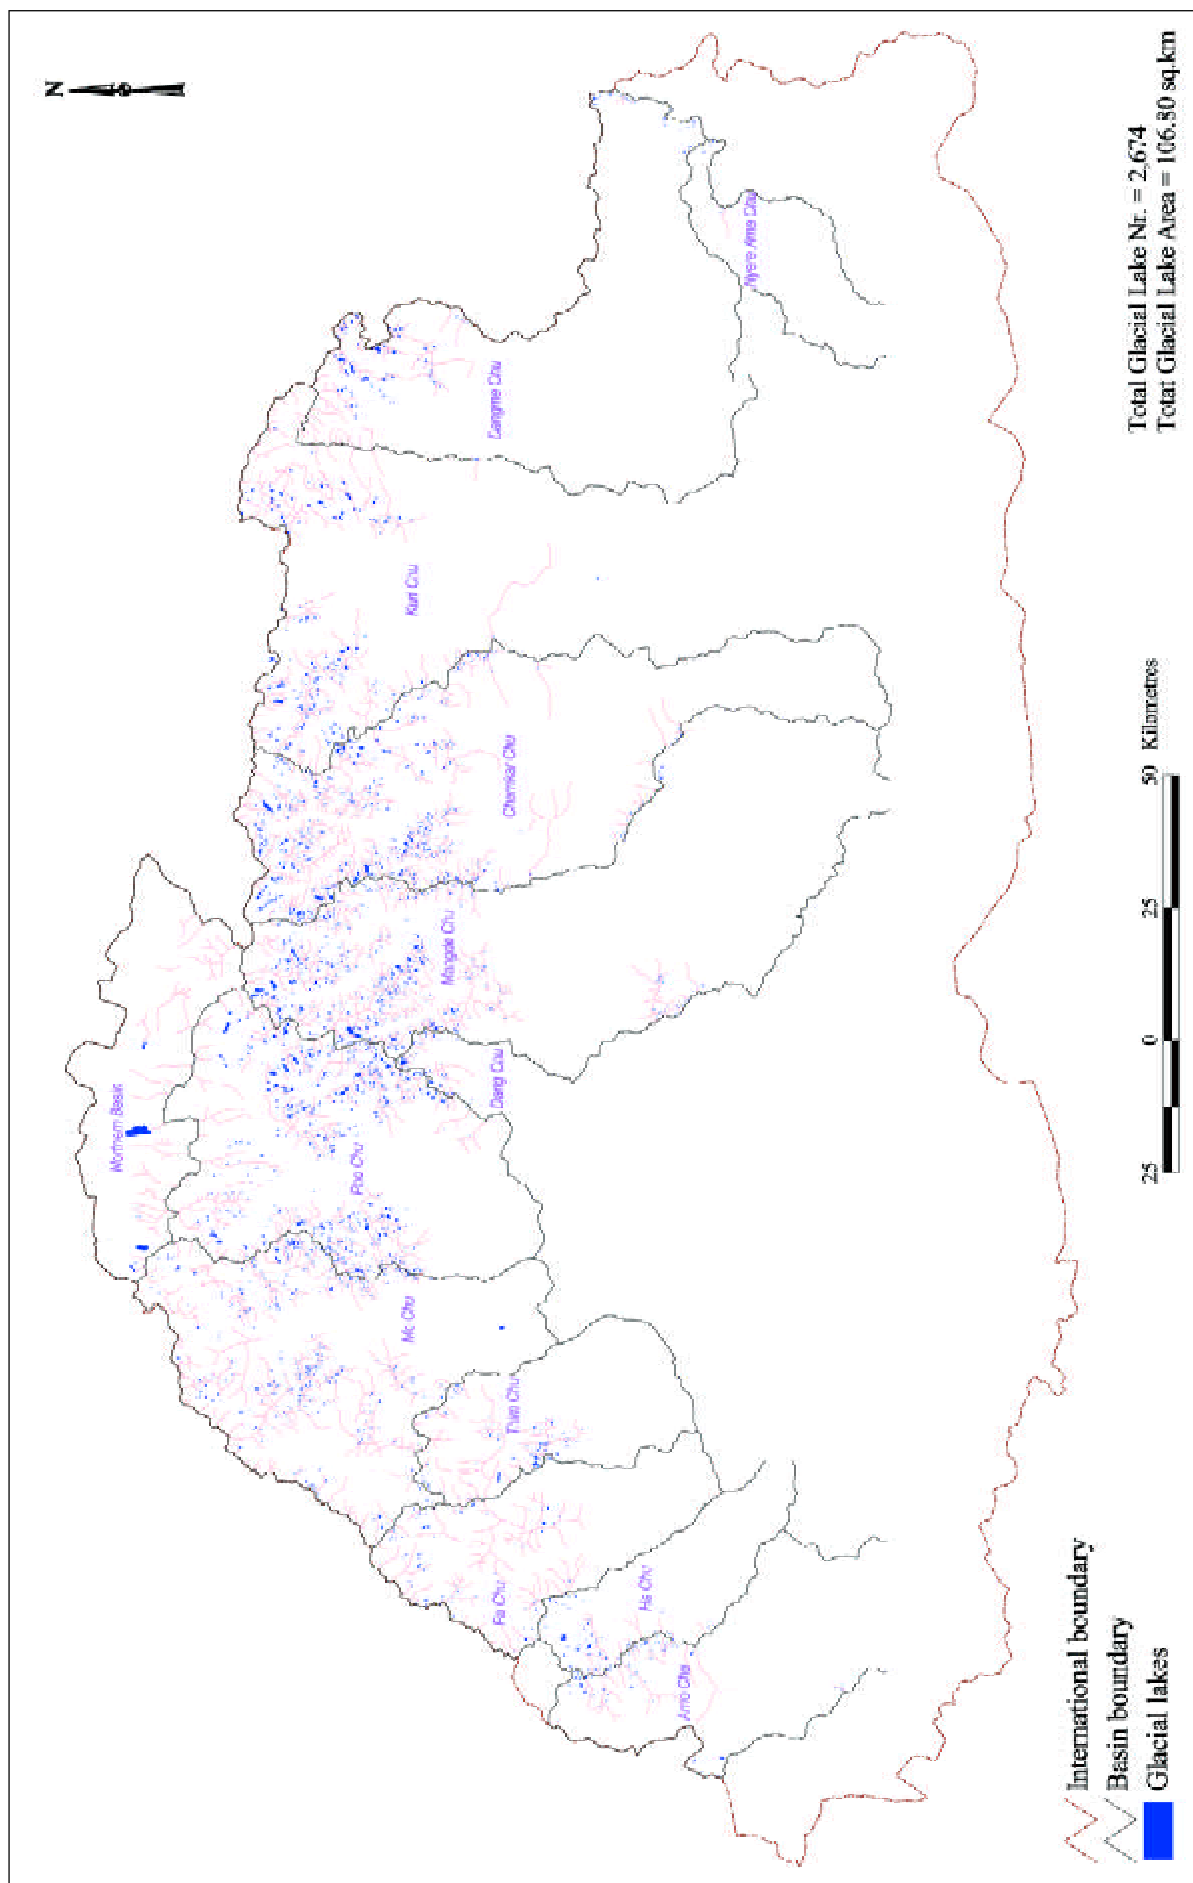 N
Northern Basin
Pho Chu
Mo Chu
Thim Chu
Pa Chu
Ha Chu
Amo Chu
Dang Chu
Mangde Chu
Chamkar Chu
Kuri Chu
Dangme Chu
Nyere Ama Chu
International boundary
Basin boundary
Glacial lakes
25 0 25 50 Kilometres
Total Glacial Lake Nr. = 2,674
Total Glacial Lake Area = 106.80 sq.km